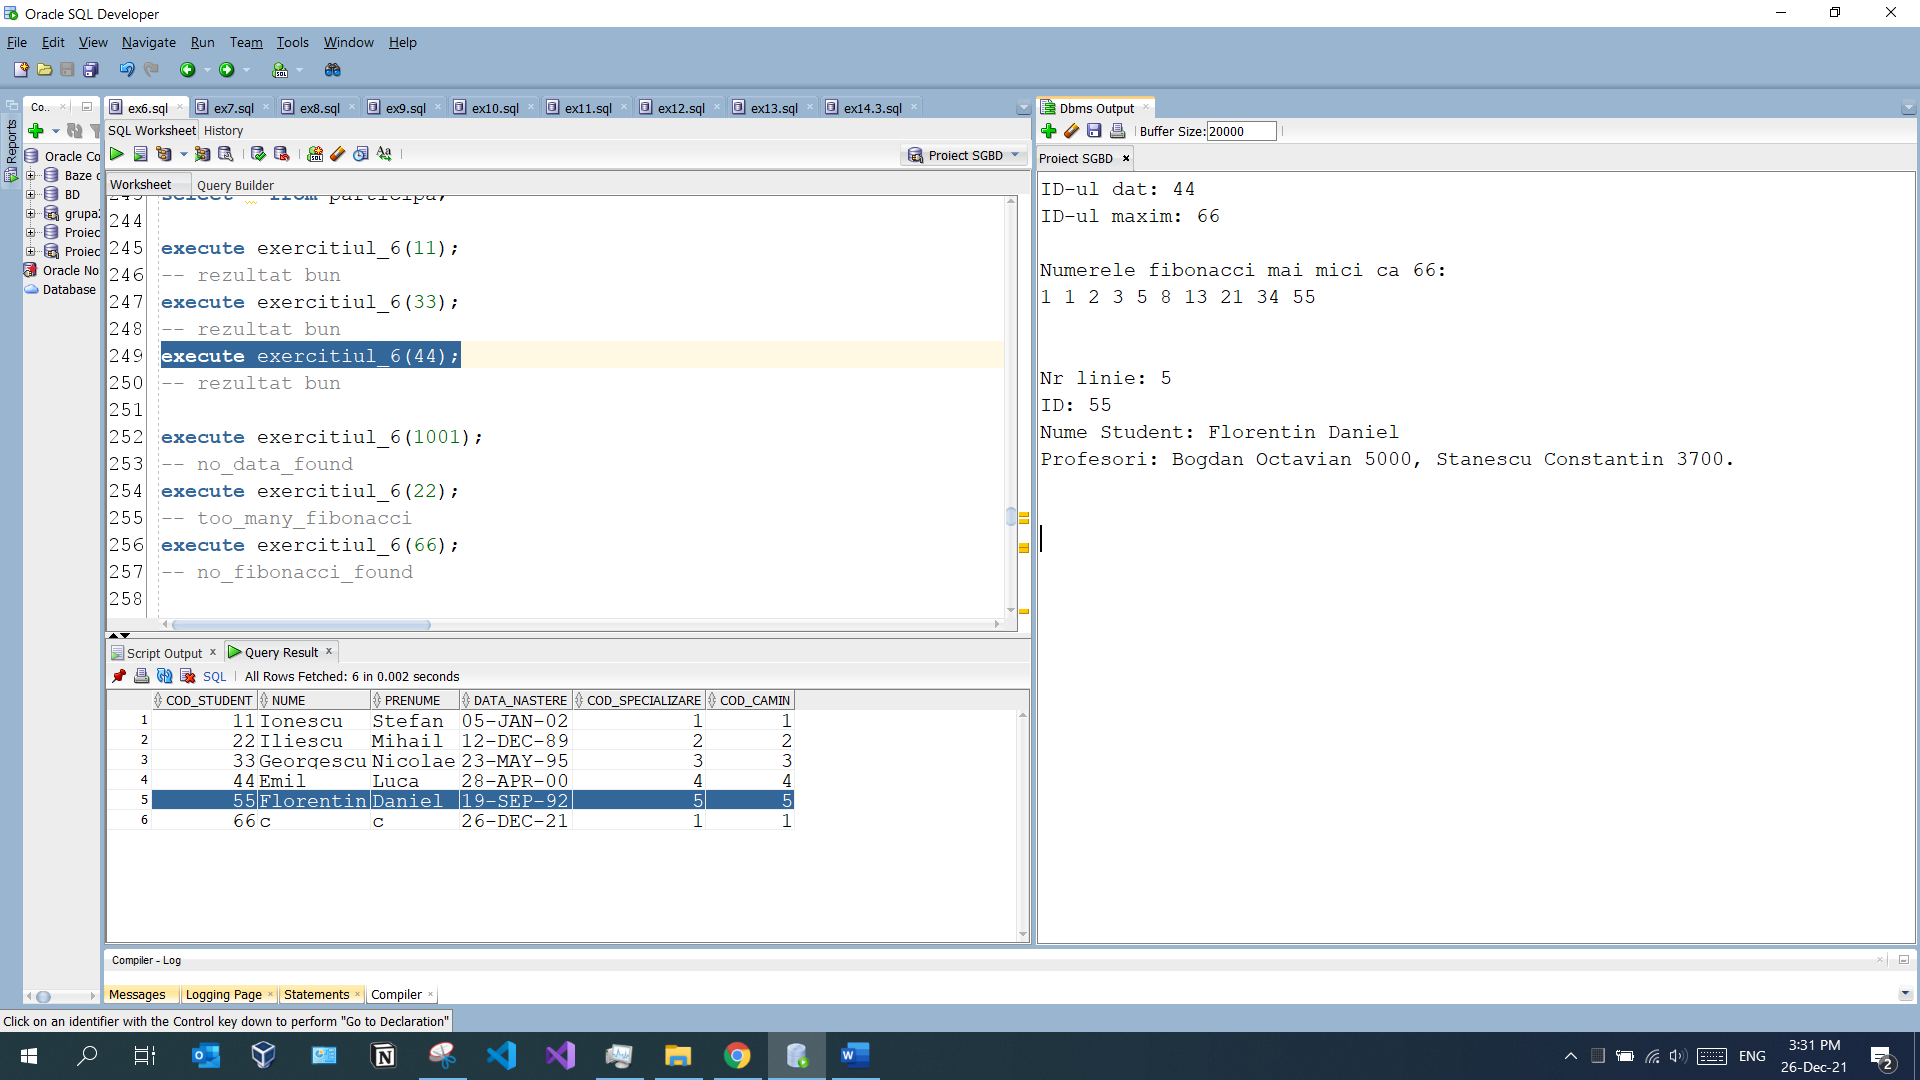 Oracle SQL Developer
File Edit View Navigate Run Team Tools Window Help
Co..
Reports
Oracle Co
Baze d
BD
grupa2
Proiec
Proiec
Oracle No
Database
ex6.sql ex7.sql ex8.sql ex9.sql ex10.sql ex11.sql ex12.sql ex13.sql ex14.3.sql
SQL Worksheet History
Proiect SGBD
Worksheet Query Builder
243 select * from participa;
244
245 execute exercitiul_6(11);
246 -- rezultat bun
247 execute exercitiul_6(33);
248 -- rezultat bun
249 execute exercitiul_6(44);
250 -- rezultat bun
251
252 execute exercitiul_6(1001);
253 -- no_data_found
254 execute exercitiul_6(22);
255 -- too_many_fibonacci
256 execute exercitiul_6(66);
257 -- no_fibonacci_found
258
Script Output Query Result
SQL All Rows Fetched: 6 in 0.002 seconds
COD_STUDENT NUME PRENUME DATA_NASTERE COD_SPECIALIZARE COD_CAMIN
1 11 Ionescu Stefan 05-JAN-02 1 1
2 22 Iliescu Mihail 12-DEC-89 2 2
3 33 Georgescu Nicolae 23-MAY-95 3 3
4 44 Emil Luca 28-APR-00 4 4
5 55 Florentin Daniel 19-SEP-92 5 5
6 66 c c 26-DEC-21 1 1
Dbms Output
Buffer Size: 20000
Proiect SGBD
ID-ul dat: 44
ID-ul maxim: 66
Numerele fibonacci mai mici ca 66:
1 1 2 3 5 8 13 21 34 55
Nr linie: 5
ID: 55
Nume Student: Florentin Daniel
Profesori: Bogdan Octavian 5000, Stanescu Constantin 3700.
Compiler - Log
Messages Logging Page Statements Compiler
Click on an identifier with the Control key down to perform "Go to Declaration"
ENG
3:31 PM
26-Dec-21
2